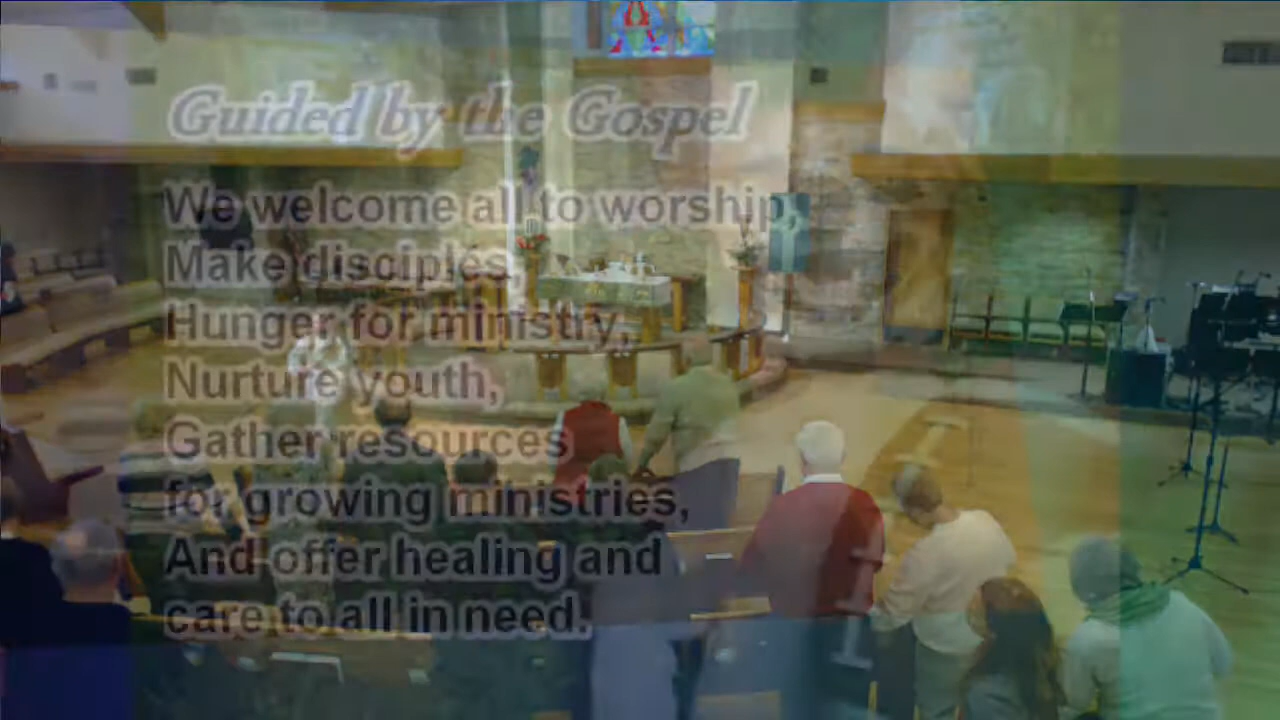 Guided by the Gospel
We welcome all to worship,
Make disciples,
Hunger for ministry,
Nurture youth,
Gather resources
for growing ministries,
And offer healing and
care to all in need.